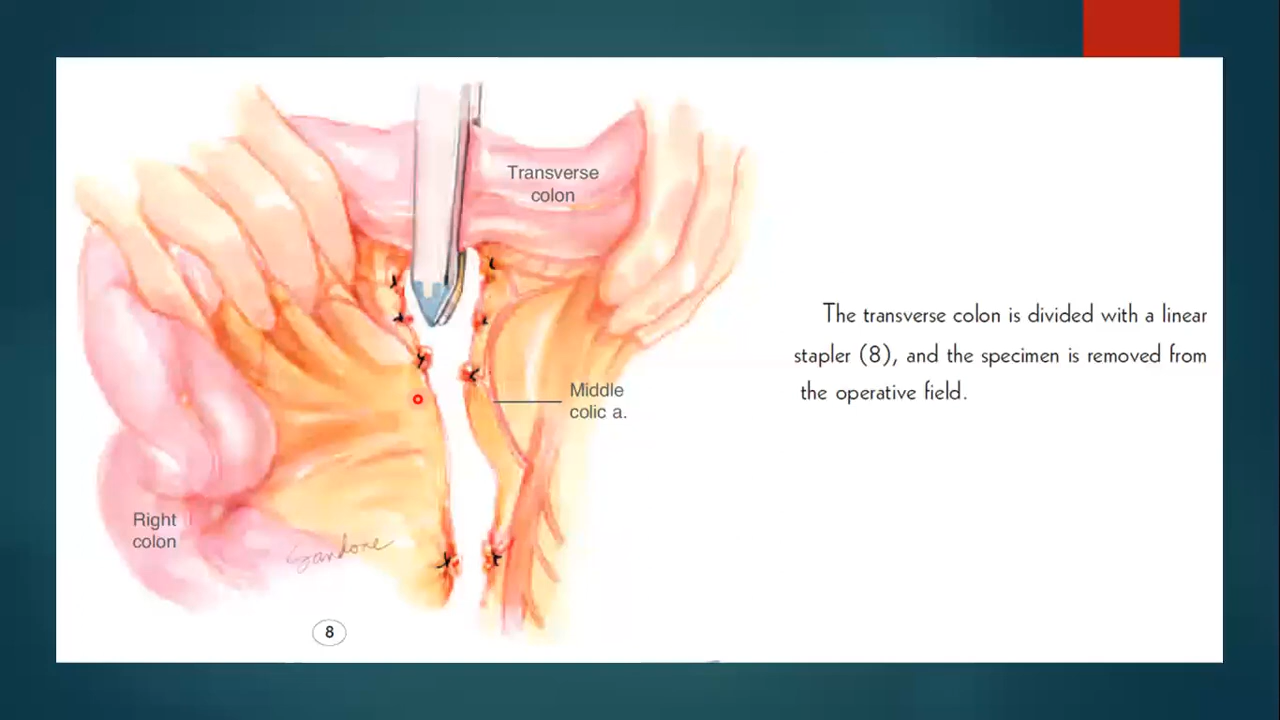 Transverse
colon
Middle
colic a.
Right
colon
Sandone
8
The transverse colon is divided with a linear
stapler (8), and the specimen is removed from
the operative field.